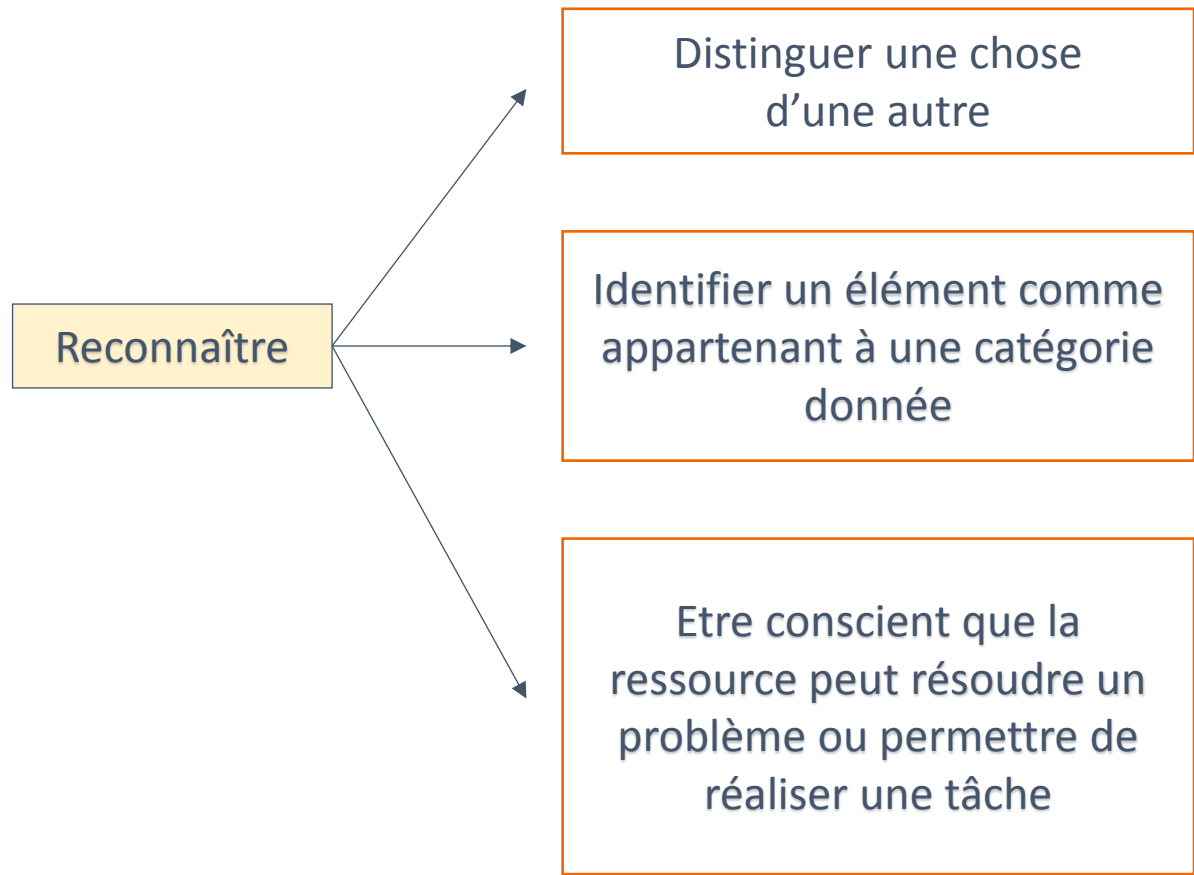 Distinguer une chose
d’une autre
Reconnaître
Identifier un élément comme
appartenant à une catégorie
donnée
Etre conscient que la
ressource peut résoudre un
problème ou permettre de
réaliser une tâche